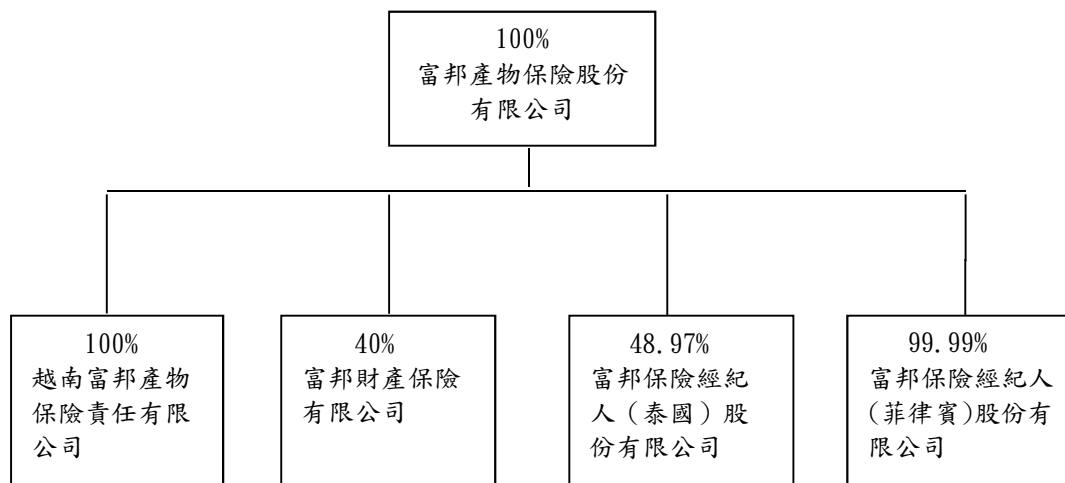 100%
富邦產物保險股份
有限公司
100%
越南富邦產物
保險責任有限
公司
40%
富邦財產保險
有限公司
48.97%
富邦保險經紀
人（泰國）股
份有限公司
99.99%
富邦保險經紀人
(菲律賓)股份有
限公司